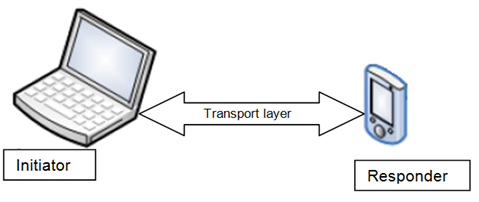 Transport layer
Initiator
Responder